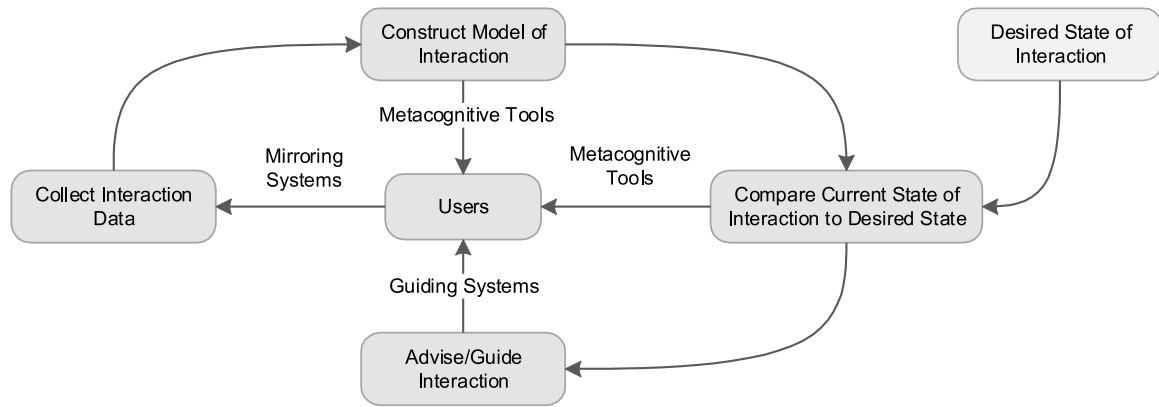 Construct Model of
Interaction
Desired State of
Interaction
Metacognitive Tools
Mirroring
Systems
Metacognitive
Tools
Collect Interaction
Data
Users
Compare Current State of
Interaction to Desired State
Guiding Systems
Advise/Guide
Interaction